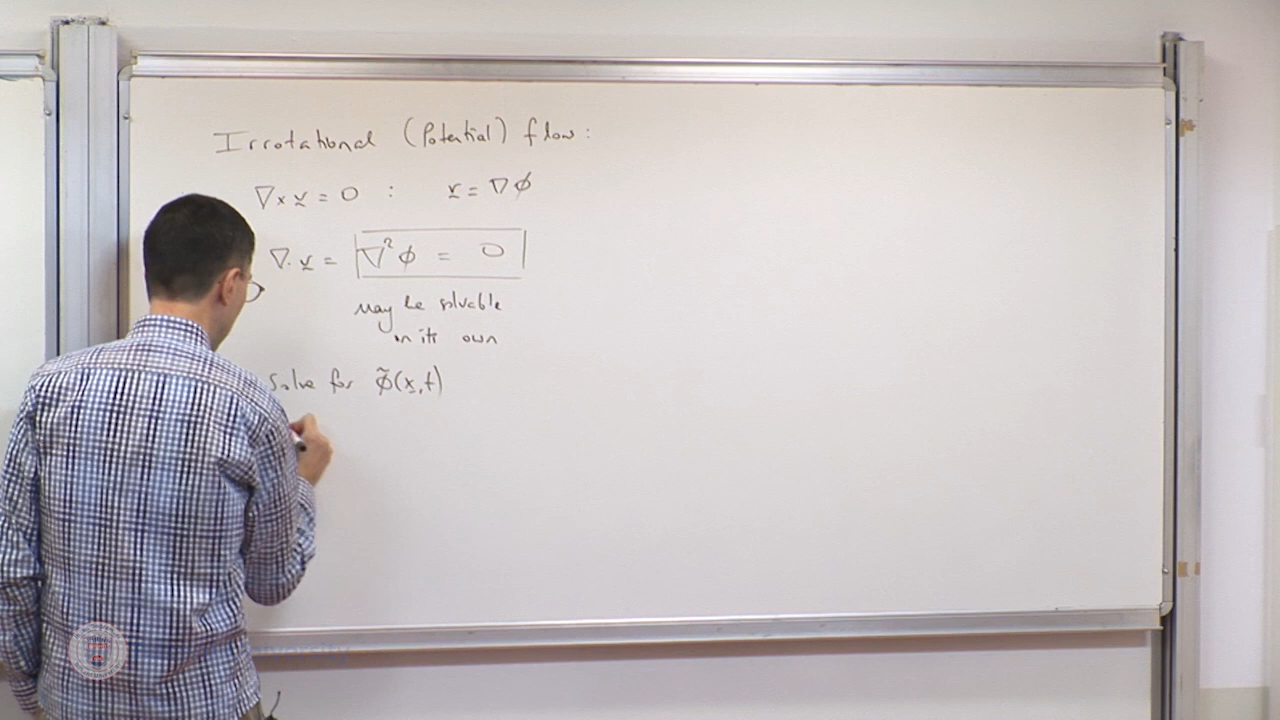 Irrotational (Potential) flow:
∇×v̲ = 0 : v̲ = ∇ϕ
∇·v̲ = ∇²ϕ = 0
may be solvable
on its own
solve for ϕ̃(x̲,t)